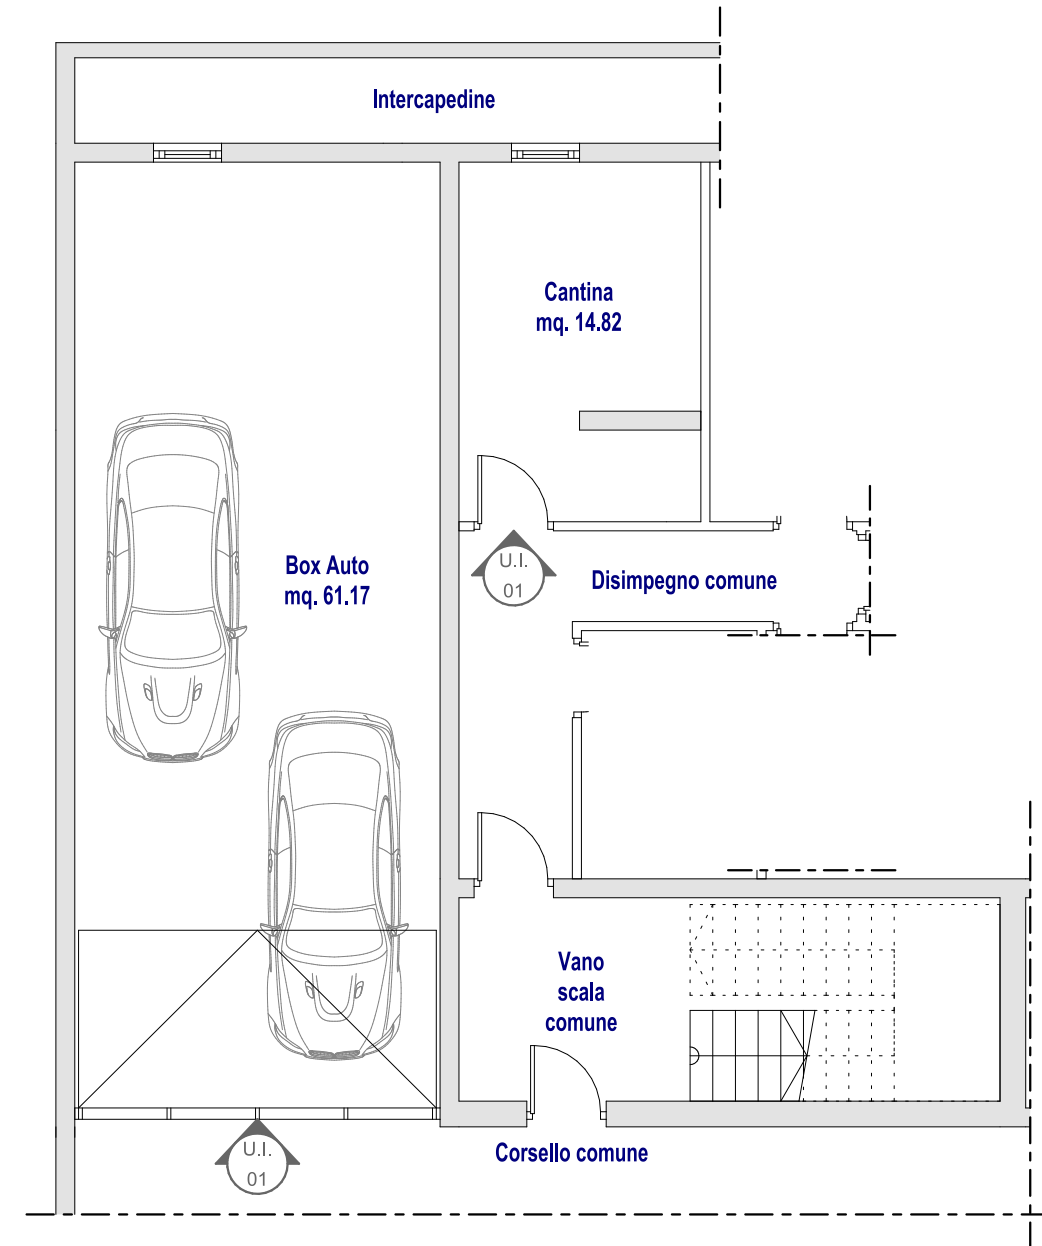 Intercapedine
Cantina
mq. 14.82
Box Auto
mq. 61.17
U.I.
01
Disimpegno comune
Vano
scala
comune
Corsello comune
U.I.
01